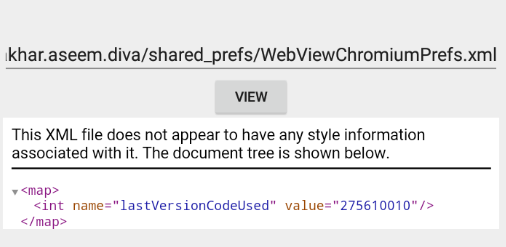 khar.aseem.diva/shared_prefs/WebViewChromiumPrefs.xml
VIEW
This XML file does not appear to have any style information
associated with it. The document tree is shown below.
<map>
<int name="lastVersionCodeUsed" value="275610010"/>
</map>